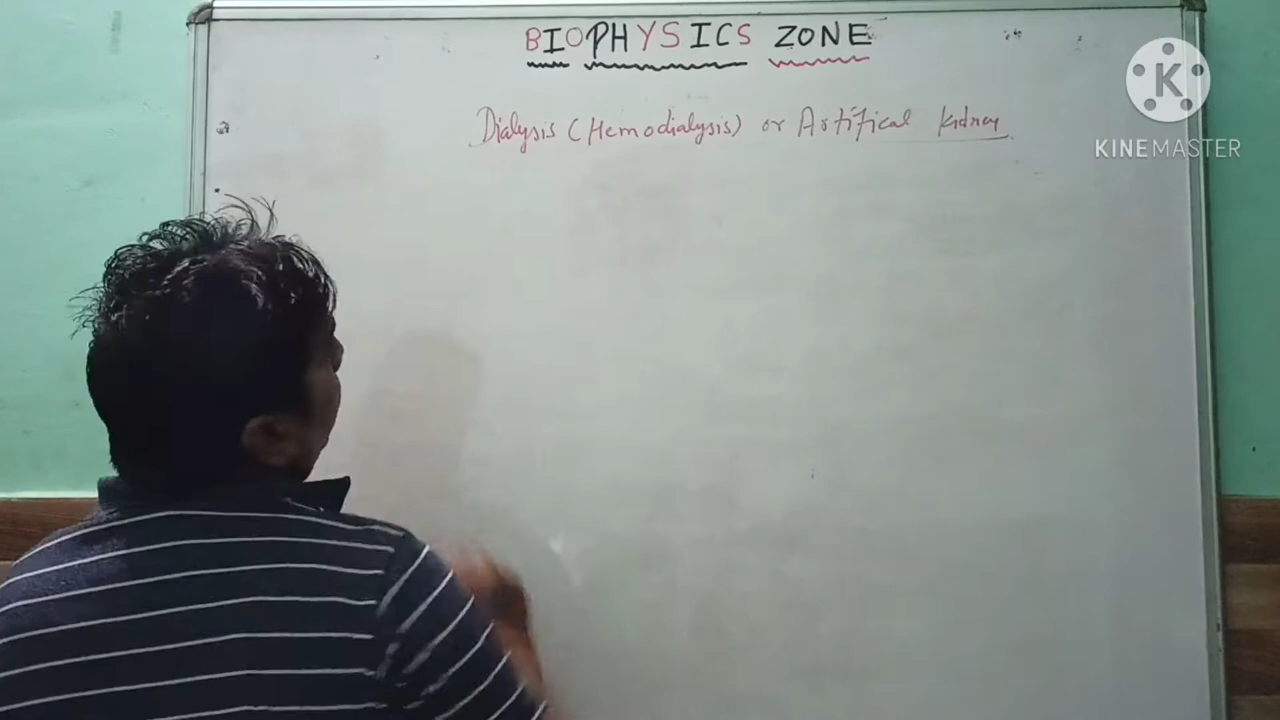 BIOPHYSICS ZONE
Dialysis (Hemodialysis) or Artifical kidney
K
KINEMASTER